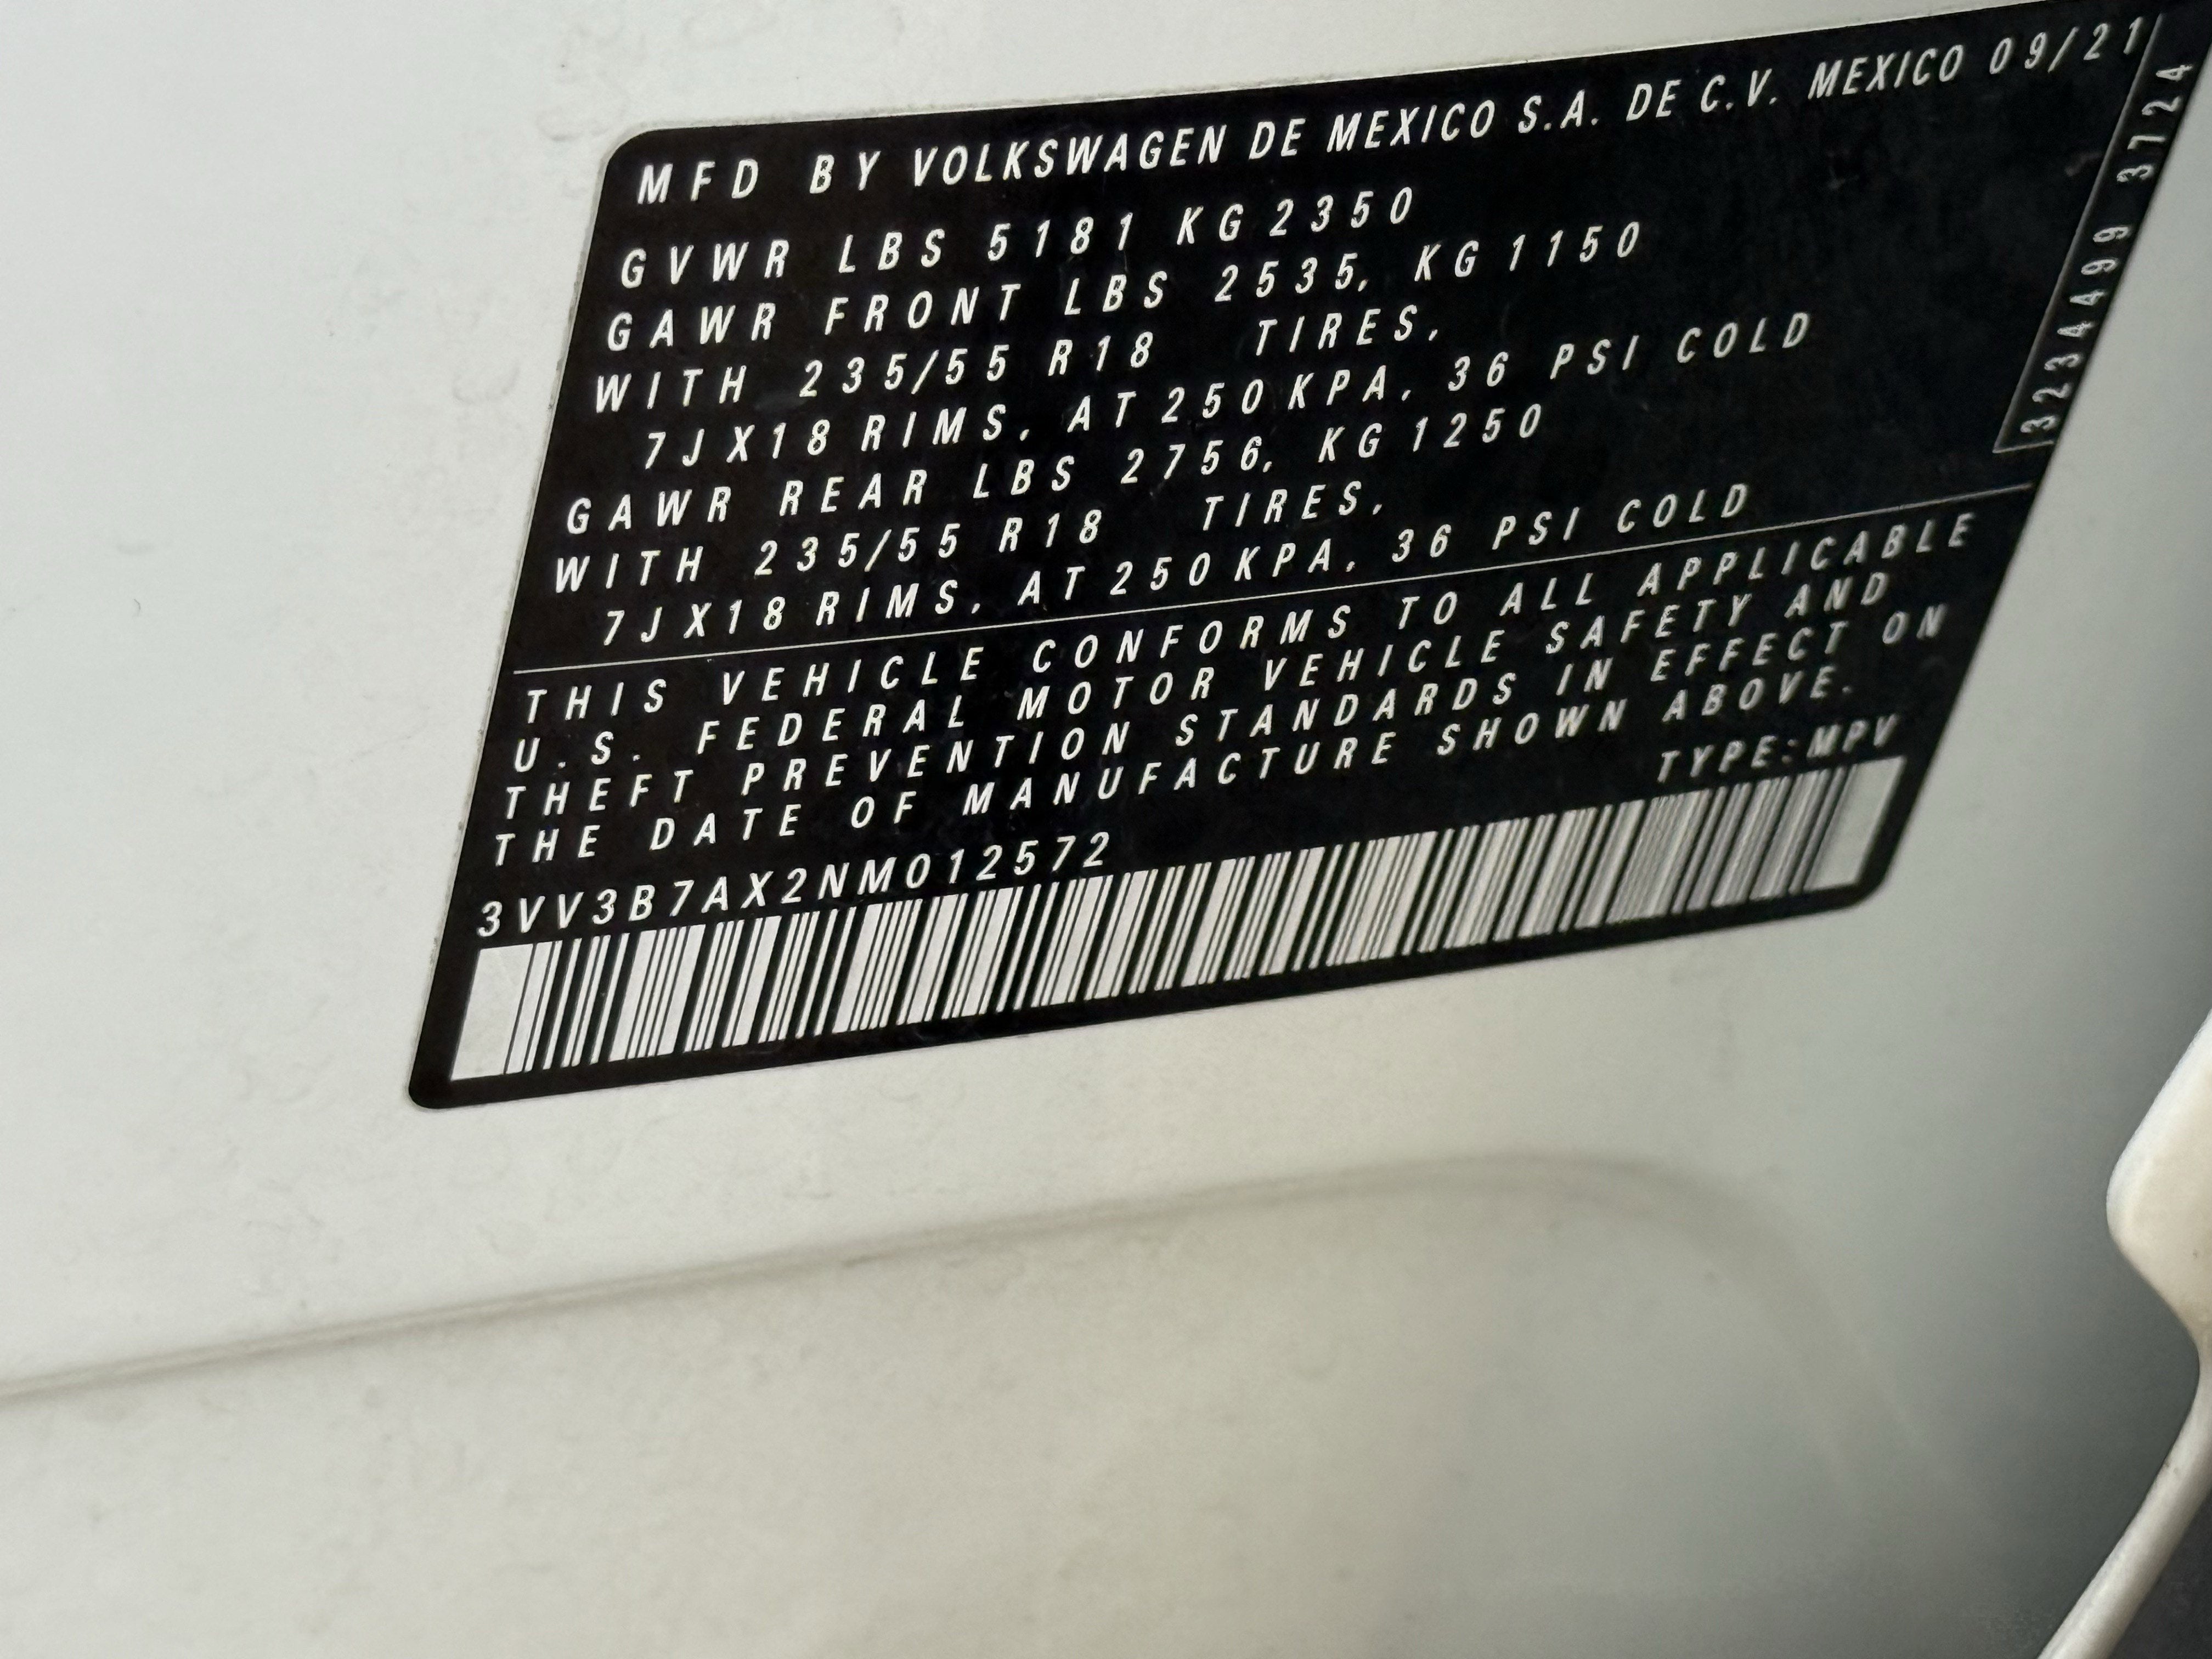 MFD BY VOLKSWAGEN DE MEXICO S.A. DE C.V. MEXICO 09/21
GVWR LBS 5181 KG 2350
GAWR FRONT LBS 2535, KG 1150
WITH 235/55 R18 TIRES,
7JX18 RIMS, AT 250 KPA, 36 PSI COLD
GAWR REAR LBS 2756, KG 1250
WITH 235/55 R18 TIRES,
7JX18 RIMS, AT 250 KPA, 36 PSI COLD
THIS VEHICLE CONFORMS TO ALL APPLICABLE
U.S. FEDERAL MOTOR VEHICLE SAFETY AND
THEFT PREVENTION STANDARDS IN EFFECT ON
THE DATE OF MANUFACTURE SHOWN ABOVE.
TYPE:MPV
3VV3B7AX2NM012572
3234499 3724